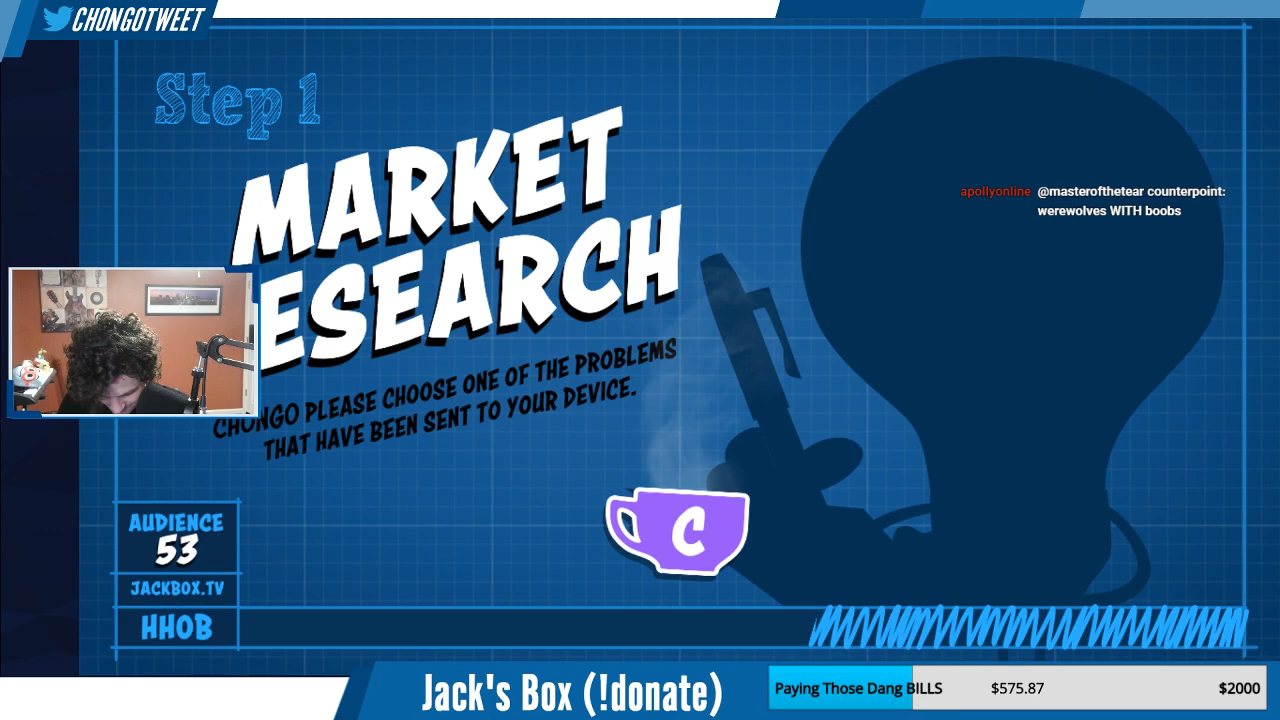 CHONGOTWEET
Step 1
MARKET
ESEARCH
CHONGO PLEASE CHOOSE ONE OF THE PROBLEMS
THAT HAVE BEEN SENT TO YOUR DEVICE.
apollyonline @masterofthetear counterpoint:
werewolves WITH boobs
C
AUDIENCE
53
JACKBOX.TV
HHOB
Jack's Box (!donate)
Paying Those Dang BILLS $575.87 $2000